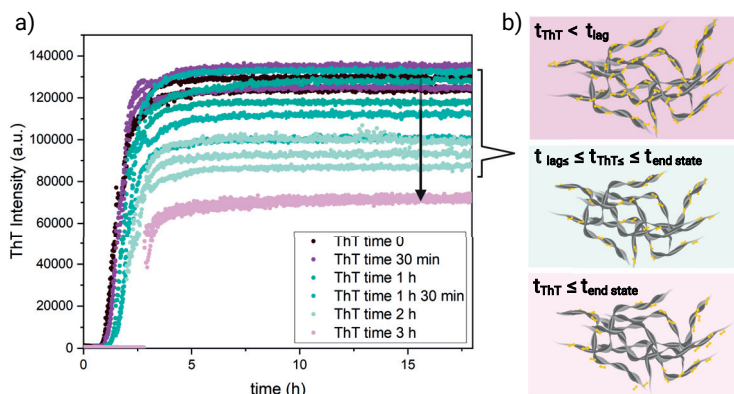 a)
ThT Intensity (a.u.)
140000
120000
100000
80000
60000
40000
20000
0
0
5
10
15
time (h)
ThT time 0
ThT time 30 min
ThT time 1 h
ThT time 1 h 30 min
ThT time 2 h
ThT time 3 h
b)
tThT < tlag
t lag≤ ≤ tThT≤ ≤ tend state
tThT ≤ tend state